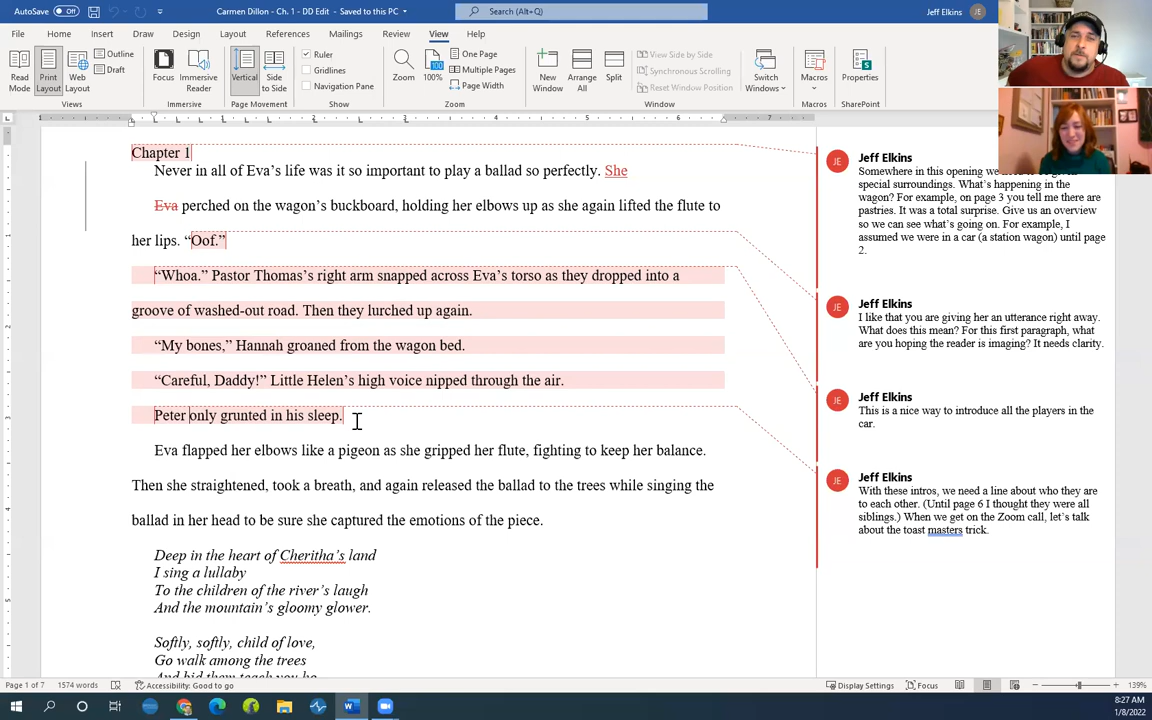 AutoSave Off Carmen Dillon - Ch. 1 - DD Edit - Saved to this PC Search (Alt+Q) Jeff Elkins JE
File Home Insert Draw Design Layout References Mailings Review View Help
Read Mode Print Layout Web Layout Outline Draft Views
Focus Immersive Reader Immersive
Vertical Side to Side Page Movement
Ruler Gridlines Navigation Pane Show
Zoom 100% One Page Multiple Pages Page Width Zoom
New Window Arrange All Split View Side by Side Synchronous Scrolling Reset Window Position Switch Windows Window
Macros Macros
Properties SharePoint
1 1 2 3 4 5 6 7
Chapter 1
Never in all of Eva’s life was it so important to play a ballad so perfectly. She
Eva perched on the wagon’s buckboard, holding her elbows up as she again lifted the flute to
her lips. “Oof.”
“Whoa.” Pastor Thomas’s right arm snapped across Eva’s torso as they dropped into a
groove of washed-out road. Then they lurched up again.
“My bones,” Hannah groaned from the wagon bed.
“Careful, Daddy!” Little Helen’s high voice nipped through the air.
Peter only grunted in his sleep.
Eva flapped her elbows like a pigeon as she gripped her flute, fighting to keep her balance.
Then she straightened, took a breath, and again released the ballad to the trees while singing the
ballad in her head to be sure she captured the emotions of the piece.
Deep in the heart of Cheritha’s land
I sing a lullaby
To the children of the river’s laugh
And the mountain’s gloomy glower.
Softly, softly, child of love,
Go walk among the trees
And bid them teach you ho
JE Jeff Elkins
Somewhere in this opening we
special surroundings. What’s happening in the
wagon? For example, on page 3 you tell me there are
pastries. It was a total surprise. Give us an overview
so we can see what’s going on. For example, I
assumed we were in a car (a station wagon) until page
2.
JE Jeff Elkins
I like that you are giving her an utterance right away.
What does this mean? For this first paragraph, what
are you hoping the reader is imaging? It needs clarity.
JE Jeff Elkins
This is a nice way to introduce all the players in the
car.
JE Jeff Elkins
With these intros, we need a line about who they are
to each other. (Until page 6 I thought they were all
siblings.) When we get on the Zoom call, let’s talk
about the toast masters trick.
Page 1 of 7 1574 words Accessibility: Good to go Display Settings Focus 139%
8:27 AM
1/8/2022